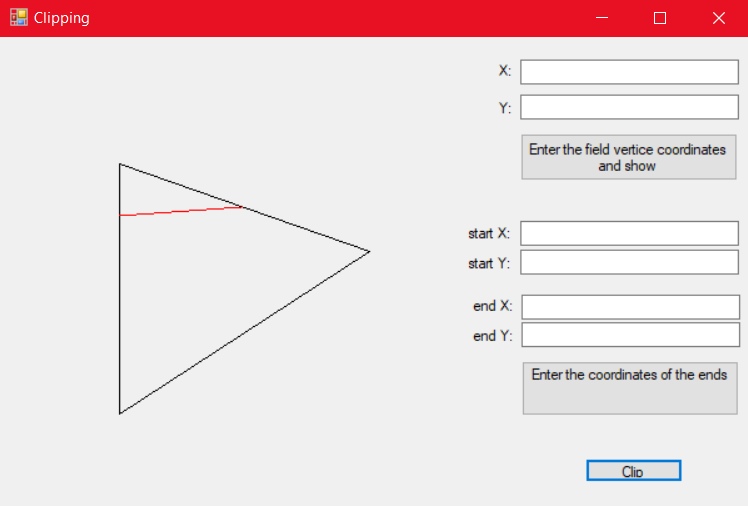 Clipping
X:
Y:
Enter the field vertice coordinates
and show
start X:
start Y:
end X:
end Y:
Enter the coordinates of the ends
Clip